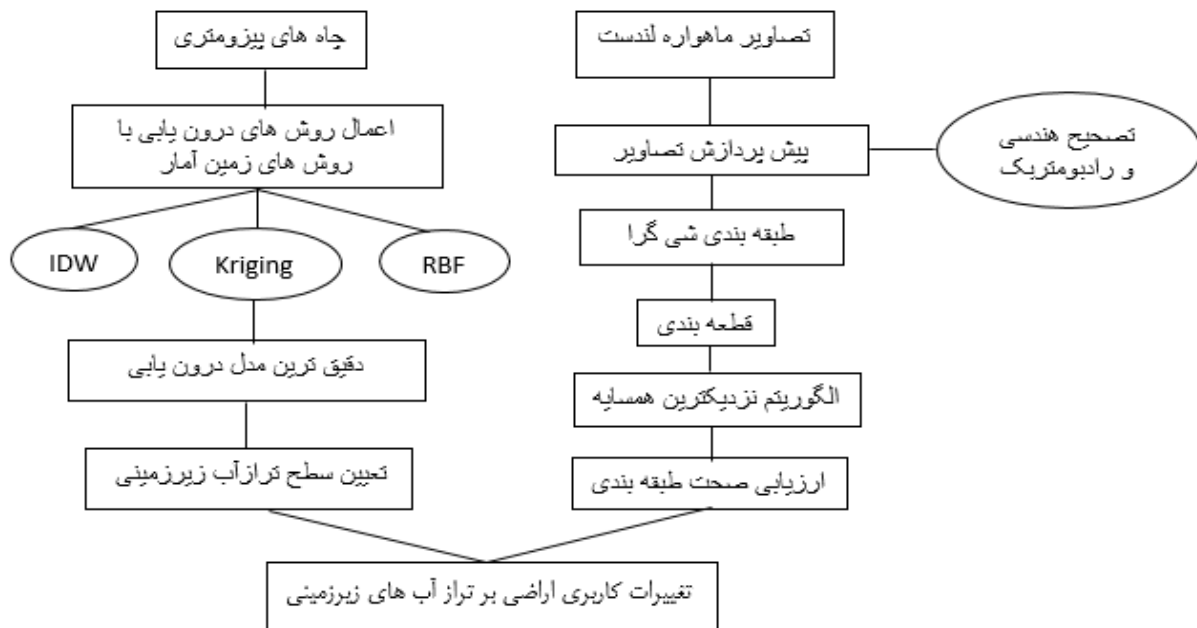 چاه های پیزومتری
اعمال روش های درون یابی با
روش های زمین آمار
IDW
Kriging
RBF
دقیق ترین مدل درون یابی
تعیین سطح ترازآب زیرزمینی
تصاویر ماهواره لندست
پیش پردازش تصاویر
تصحیح هندسی
و رادیومتریک
طبقه بندی شی گرا
قطعه بندی
الگوریتم نزدیکترین همسایه
ارزیابی صحت طبقه بندی
تغییرات کاربری اراضی بر تراز آب های زیرزمینی